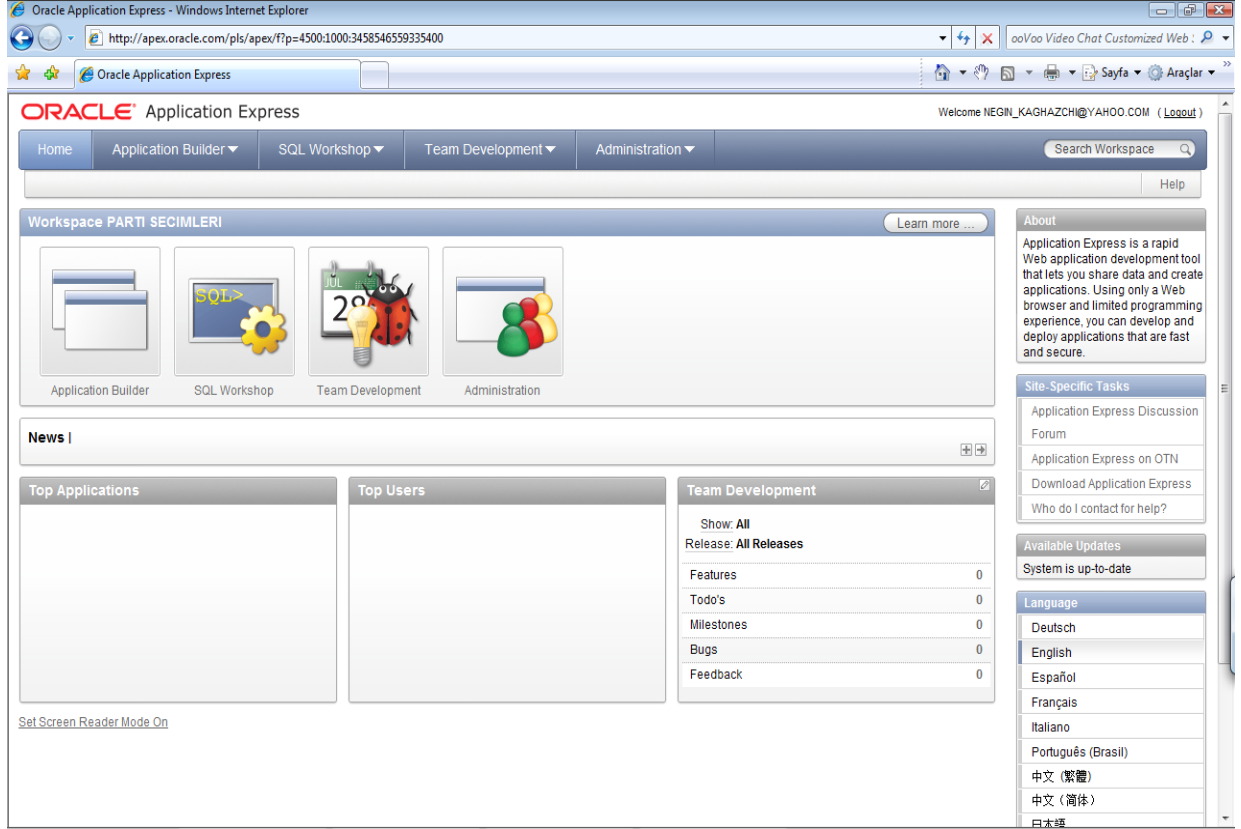 Oracle Application Express - Windows Internet Explorer
http://apex.oracle.com/pls/apex/f?p=4500:1000:3458546559335400
ooVoo Video Chat Customized Web :
Oracle Application Express
Sayfa
Araçlar
ORACLE Application Express
Welcome NEGIN_KAGHAZCHI@YAHOO.COM ( Logout )
Home
Application Builder
SQL Workshop
Team Development
Administration
Search Workspace
Help
Workspace PARTI SECIMLERI
Learn more ...
SQL>
JUL
28
Application Builder
SQL Workshop
Team Development
Administration
News |
Top Applications
Top Users
Team Development
Show: All
Release: All Releases
Features 0
Todo's 0
Milestones 0
Bugs 0
Feedback 0
Set Screen Reader Mode On
About
Application Express is a rapid
Web application development tool
that lets you share data and create
applications. Using only a Web
browser and limited programming
experience, you can develop and
deploy applications that are fast
and secure.
Site-Specific Tasks
Application Express Discussion
Forum
Application Express on OTN
Download Application Express
Who do I contact for help?
Available Updates
System is up-to-date
Language
Deutsch
English
Español
Français
Italiano
Português (Brasil)
中文 (繁體)
中文 (简体)
日本語